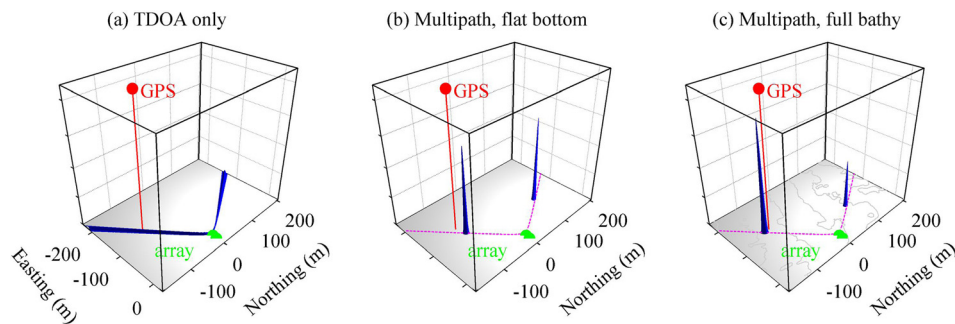 (a) TDOA only
(b) Multipath, flat bottom
(c) Multipath, full bathy
GPS
GPS
GPS
array
array
array
-200
-100
0
Easting (m)
-100
0
100
200
Northing (m)
-100
0
100
200
Northing (m)
-100
0
100
200
Northing (m)